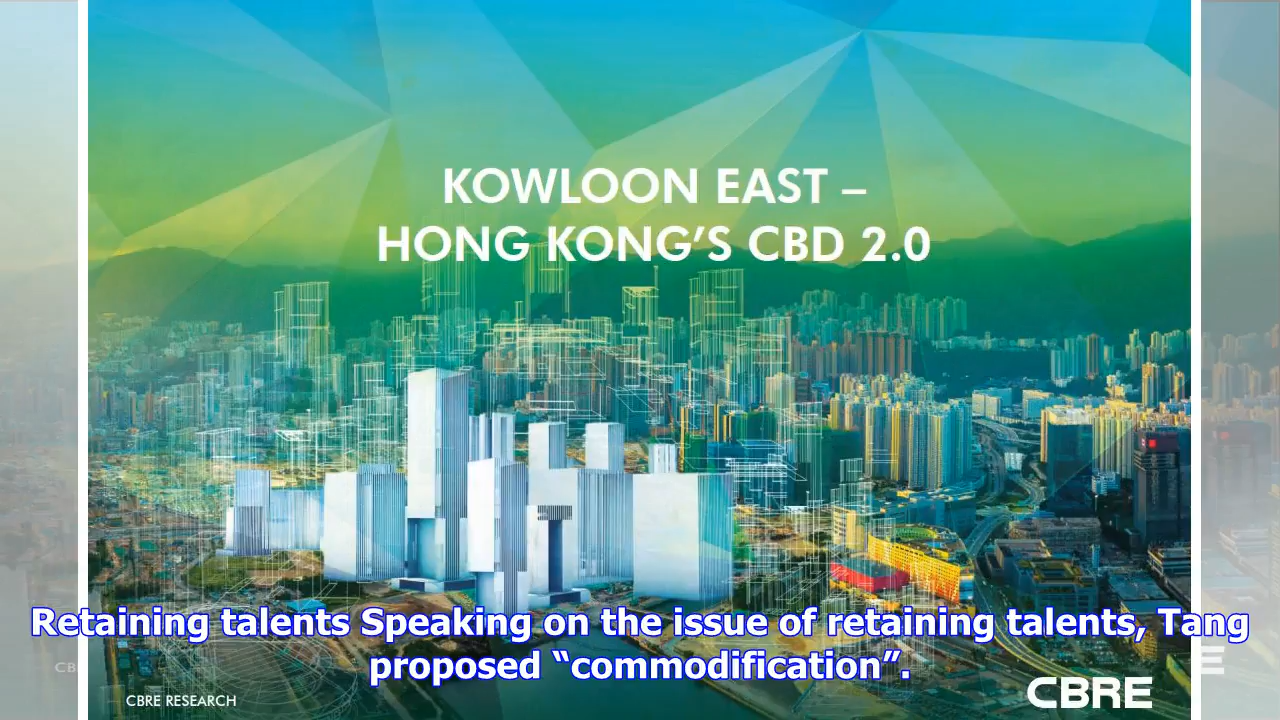 KOWLOON EAST –
HONG KONG’S CBD 2.0
Retaining talents Speaking on the issue of retaining talents, Tang
proposed “commodification”.
CB
E
CBRE RESEARCH
CBRE